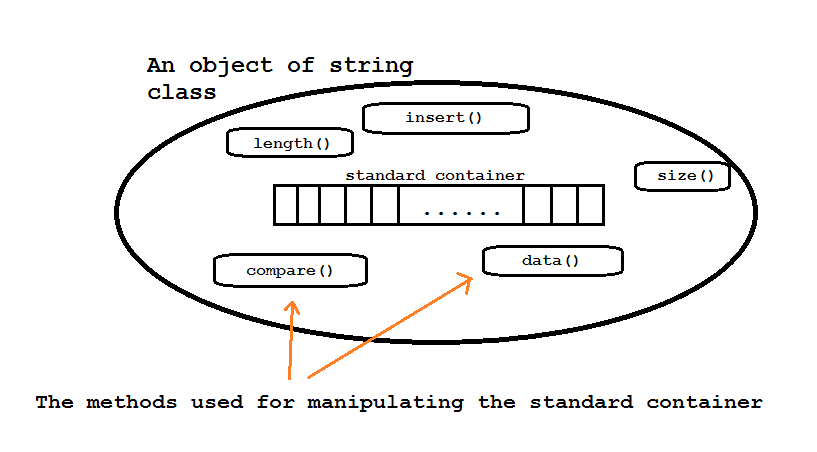 An object of string
class
insert()
length()
standard container
size()
......
compare()
data()
The methods used for manipulating the standard container